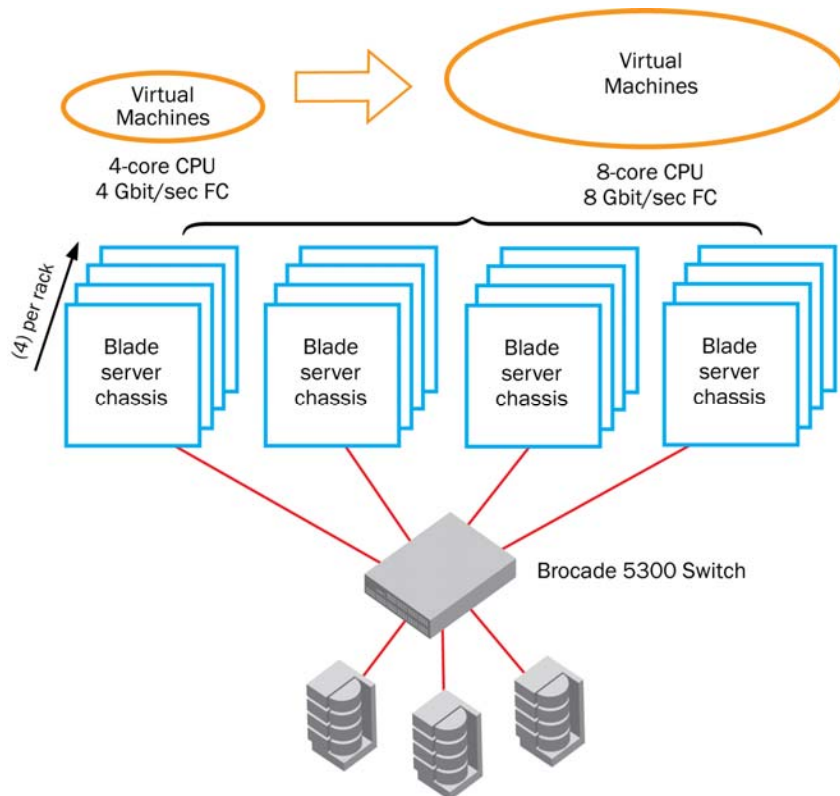 Virtual
Machines
Virtual
Machines
4-core CPU
4 Gbit/sec FC
8-core CPU
8 Gbit/sec FC
(4) per rack
Blade
server
chassis
Blade
server
chassis
Blade
server
chassis
Blade
server
chassis
Brocade 5300 Switch